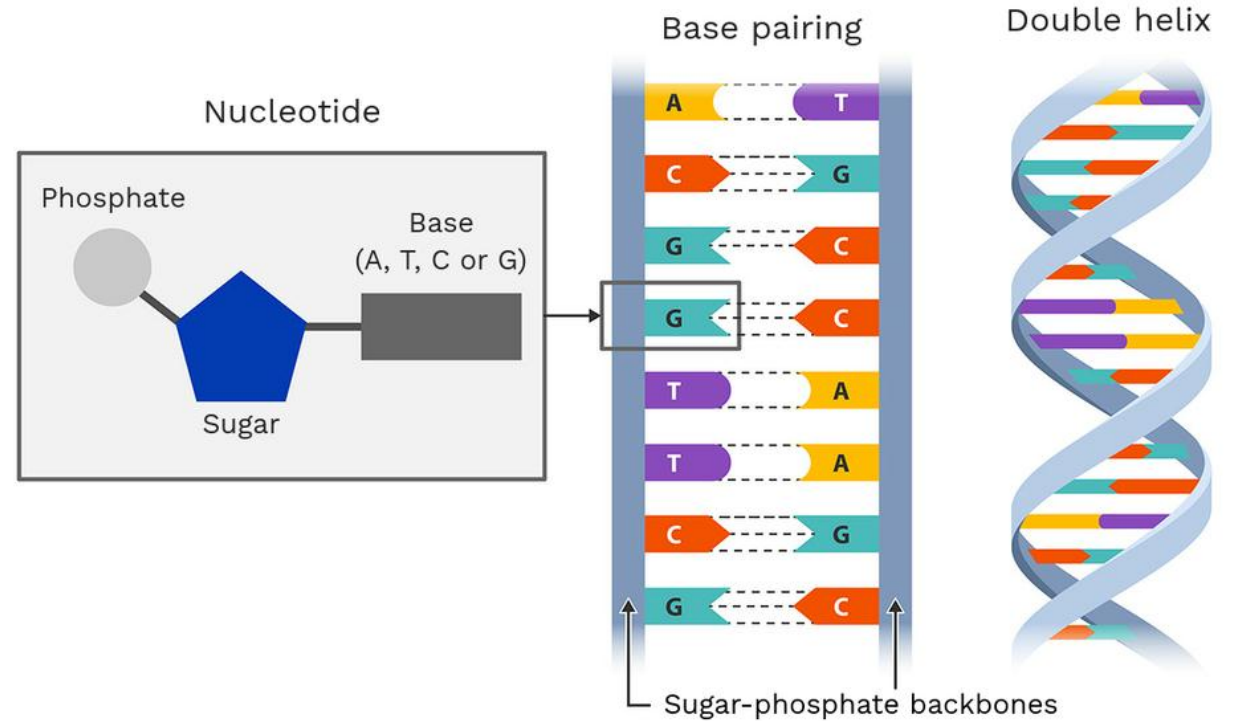 Nucleotide
Phosphate
Base
(A, T, C or G)
Sugar
Base pairing
A T
C G
G C
G C
T A
T A
C G
G C
Sugar-phosphate backbones
Double helix